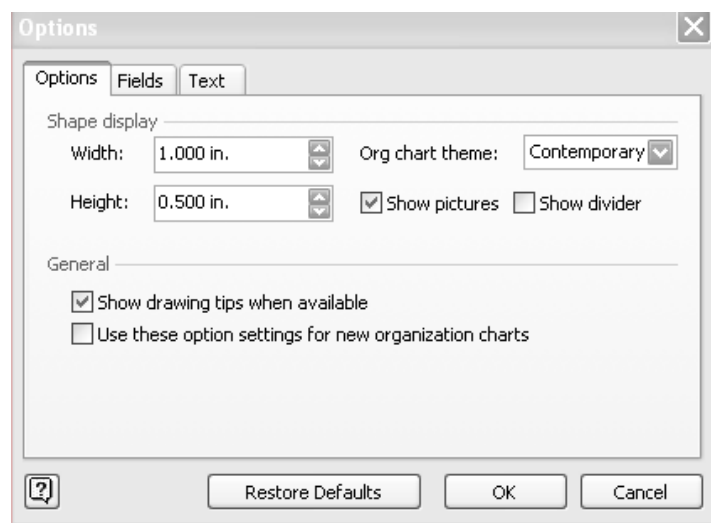 Options
Options Fields Text
Shape display
Width: 1.000 in. Org chart theme: Contemporary
Height: 0.500 in. Show pictures Show divider
General
Show drawing tips when available
Use these option settings for new organization charts
? Restore Defaults OK Cancel